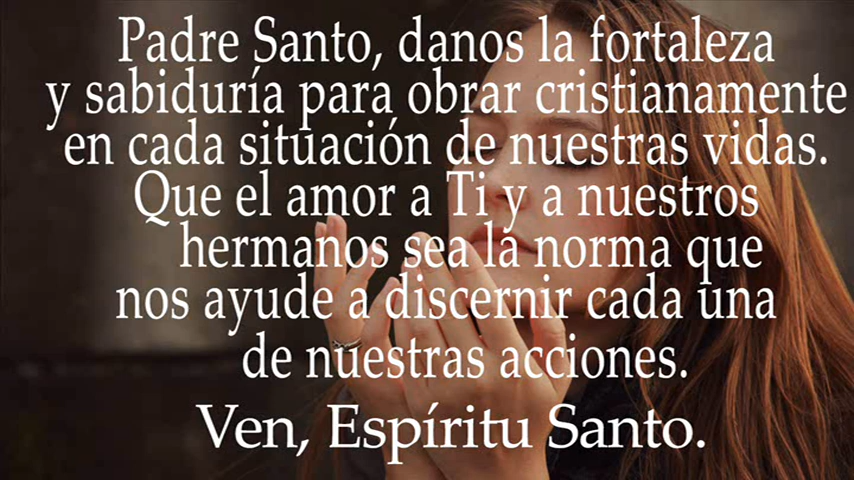 Padre Santo, danos la fortaleza
y sabiduría para obrar cristianamente
en cada situación de nuestras vidas.
Que el amor a Ti y a nuestros
hermanos sea la norma que
nos ayude a discernir cada una
de nuestras acciones.
Ven, Espíritu Santo.